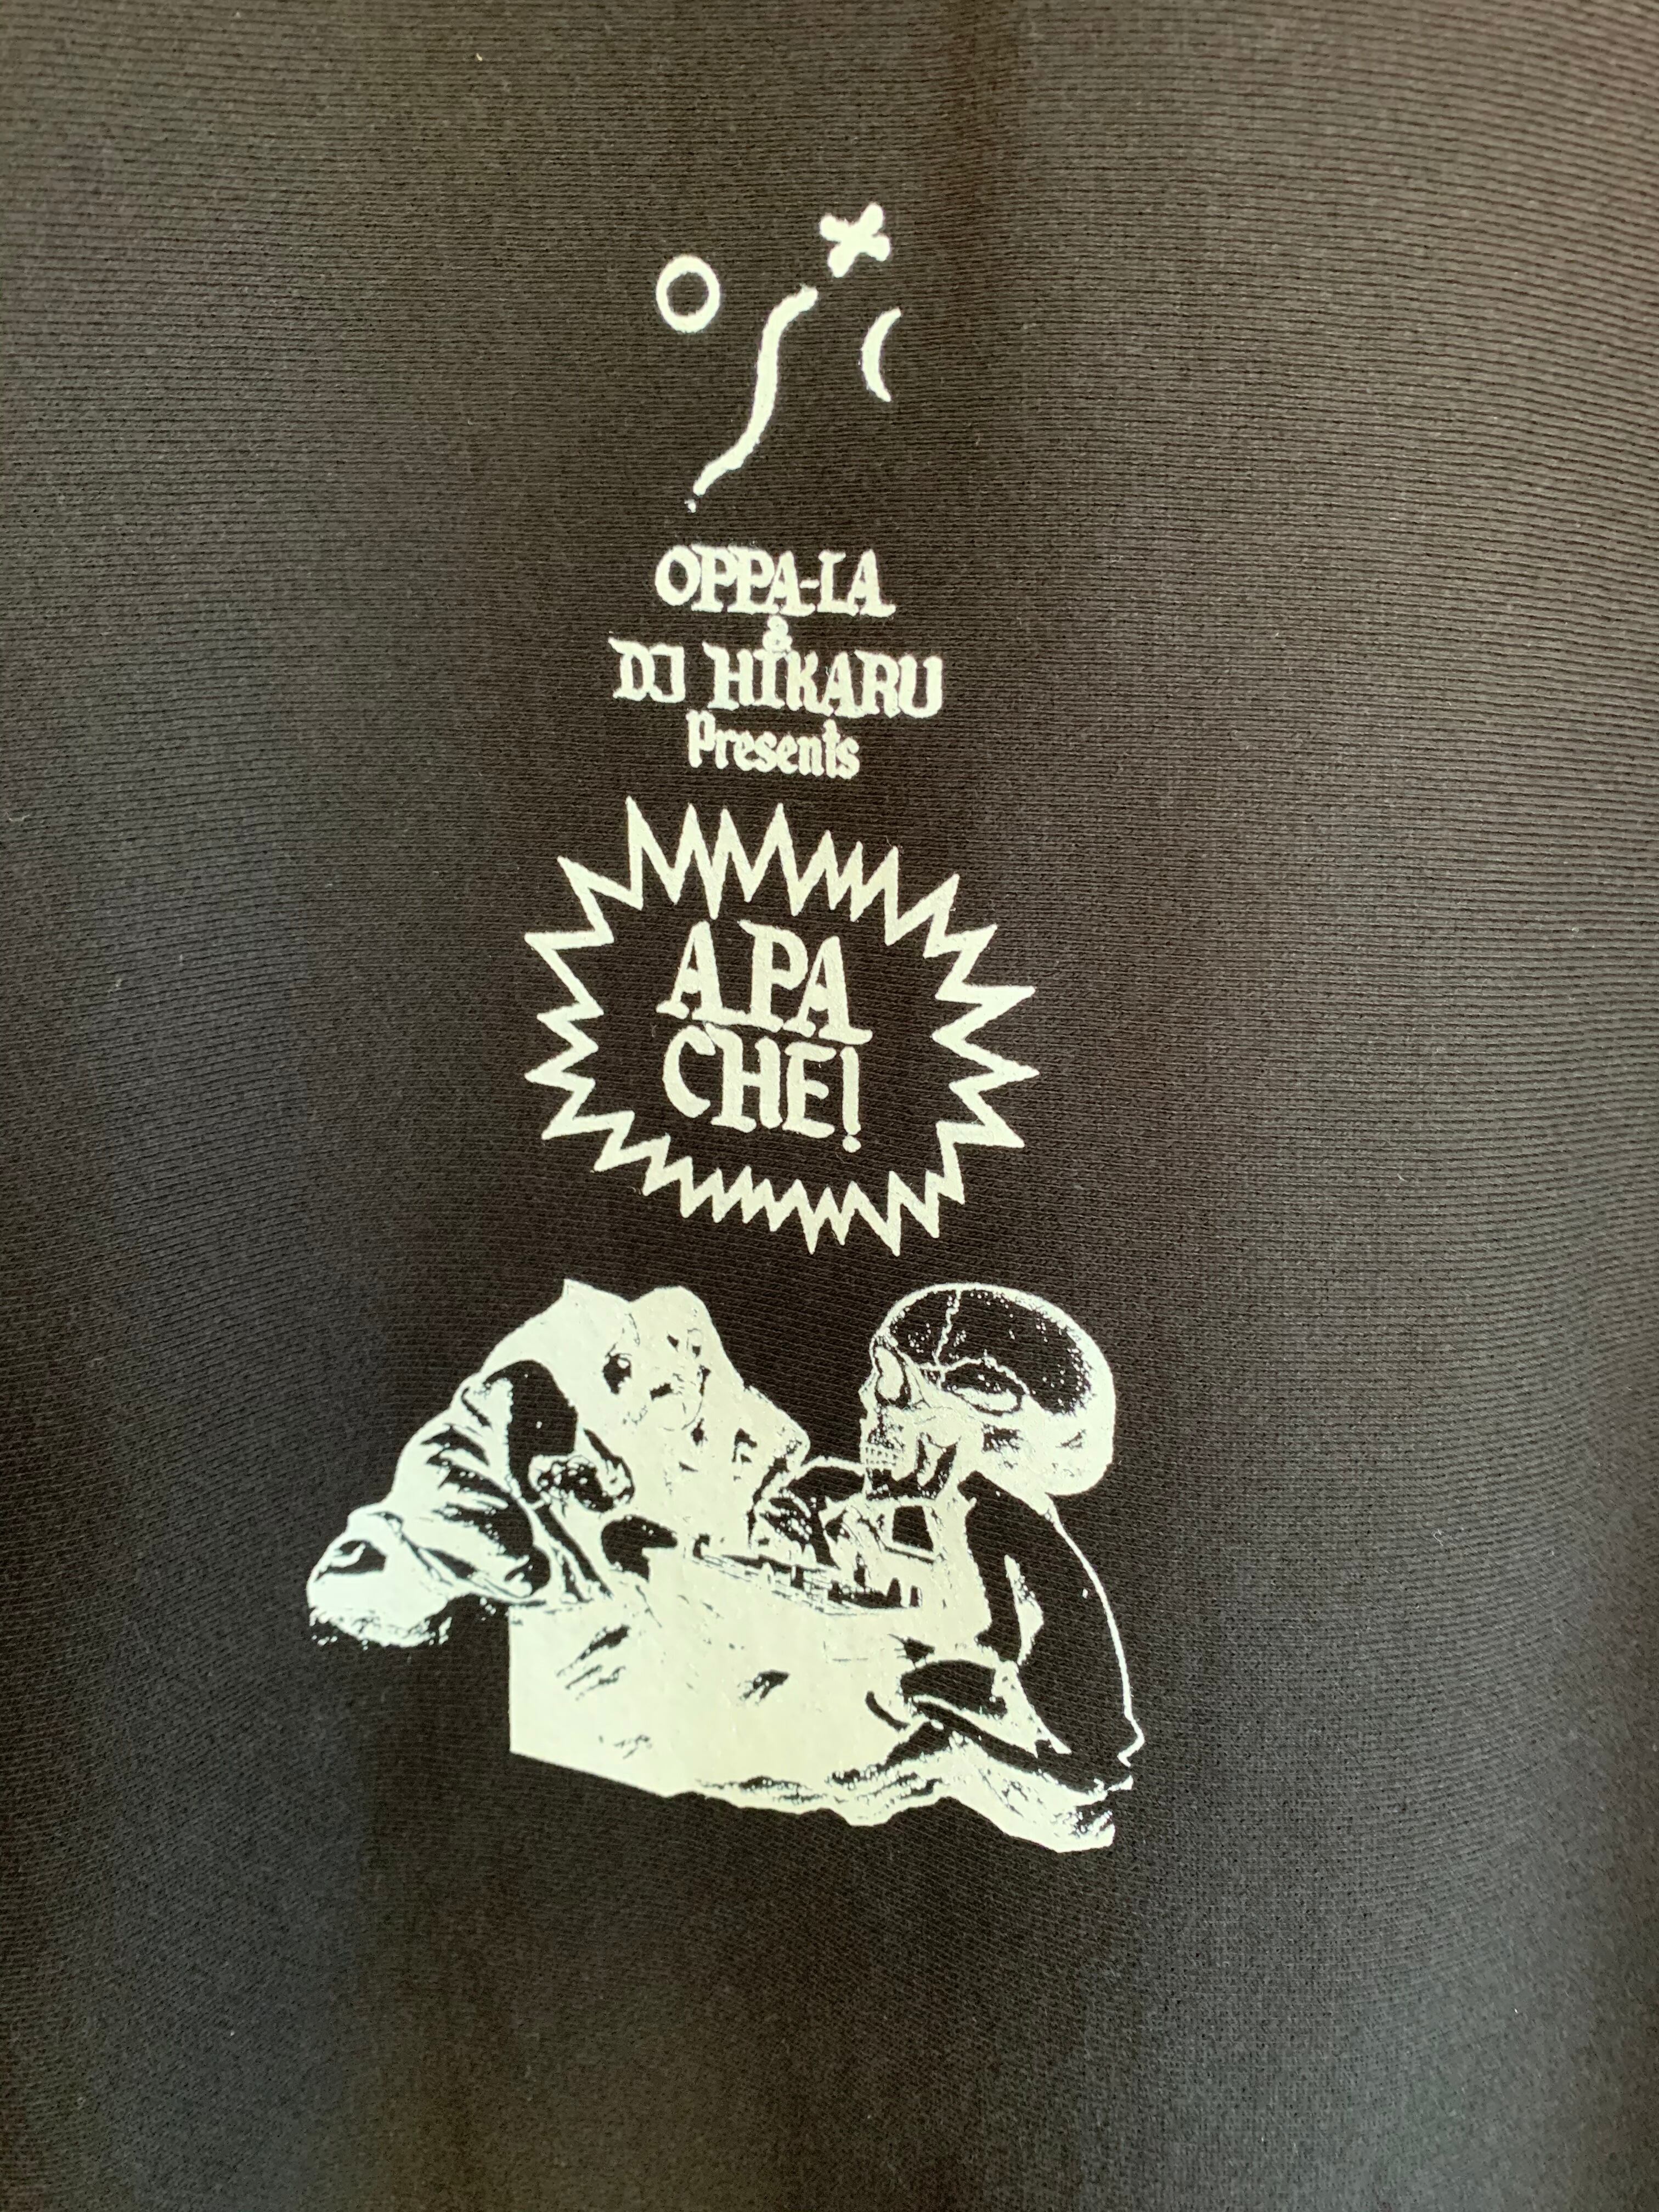 OPPA-LA
&
DJ HIKARU
Presents
APA
CHE!